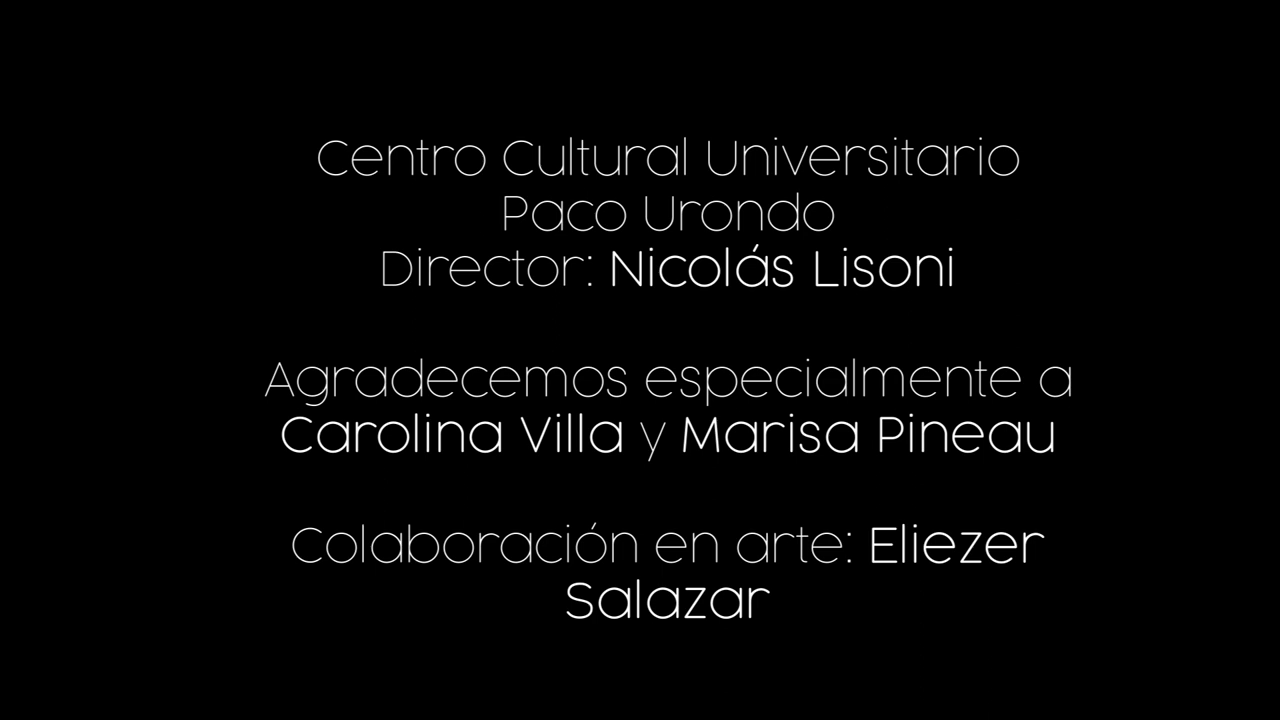 Centro Cultural Universitario
Paco Urondo
Director: Nicolás Lisoni
Agradecemos especialmente a
Carolina Villa y Marisa Pineau
Colaboración en arte: Eliezer
Salazar